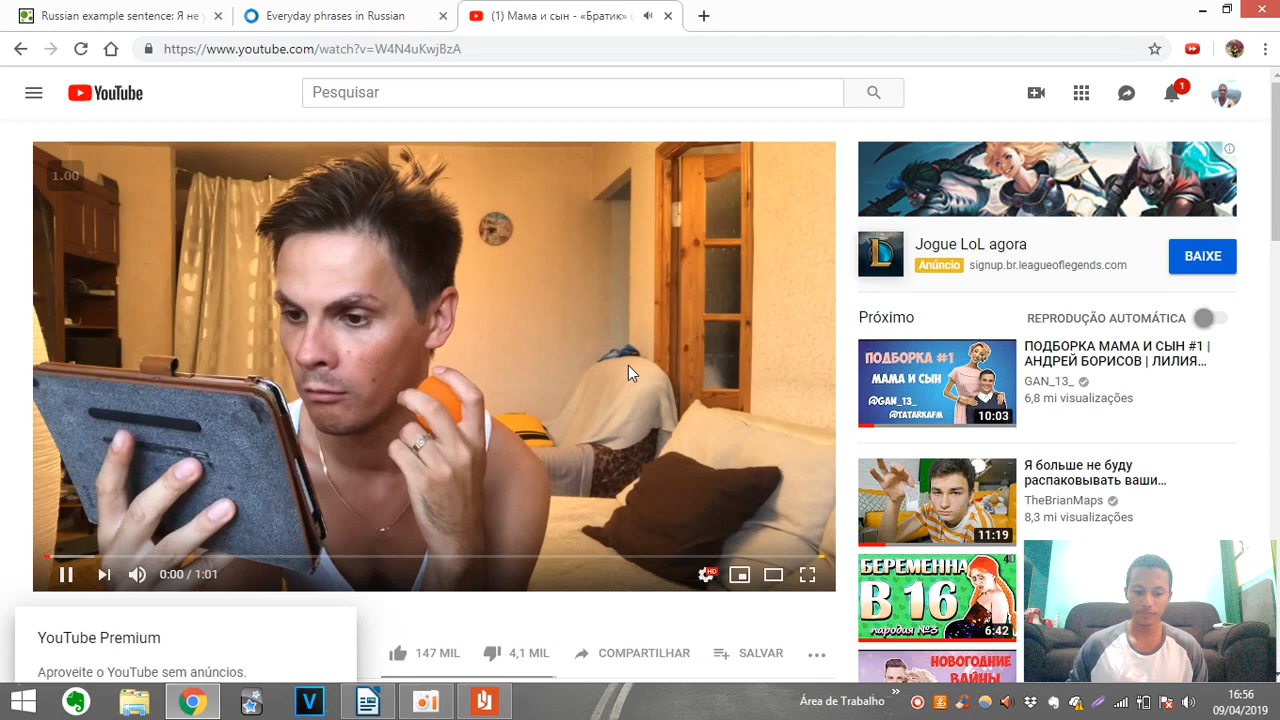 Russian example sentence: Я не у
Everyday phrases in Russian
(1) Мама и сын - «Братик» (
https://www.youtube.com/watch?v=W4N4uKwjBzA
YouTube
Pesquisar
1
1.00
0:00 / 1:01
HD
Jogue LoL agora
Anúncio signup.br.leagueoflegends.com
BAIXE
Próximo
REPRODUÇÃO AUTOMÁTICA
ПОДБОРКА #1
МАМА И СЫН
@GAN_13_
@TATARKAFM
10:03
ПОДБОРКА МАМА И СЫН #1 |
АНДРЕЙ БОРИСОВ | ЛИЛИЯ...
GAN_13_
6,8 mi visualizações
11:19
Я больше не буду
распаковывать ваши...
TheBrianMaps
8,3 mi visualizações
БЕРЕМЕННА
В 16
пародия №3
6:42
НОВОГОДНИЕ
ВАЙНЫ
YouTube Premium
Aproveite o YouTube sem anúncios.
147 MIL
4,1 MIL
COMPARTILHAR
SALVAR
V
Área de Trabalho
16:56
09/04/2019